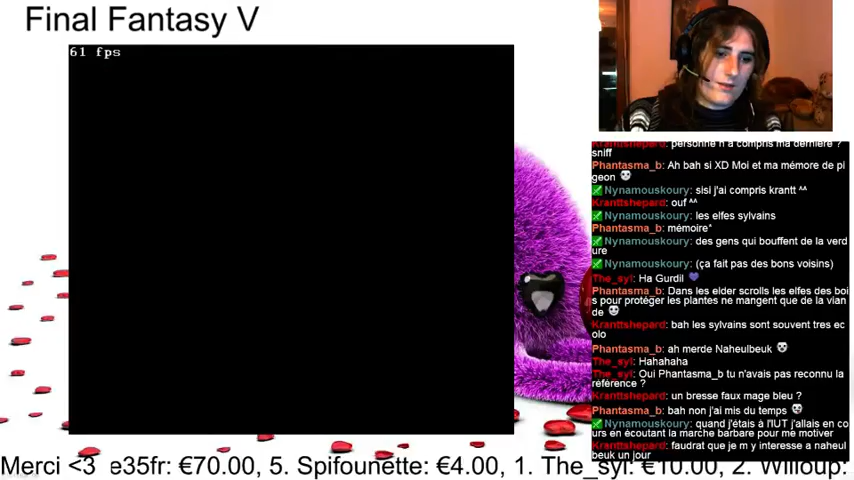 Final Fantasy V
61 fps
Kranttshepard: personne n'a compris ma dernière ?
sniff
Phantasma_b: Ah bah si XD Moi et ma mémore de pi
geon
Nynamouskoury: sisi j'ai compris krantt ^^
Kranttshepard: ouf ^^
Nynamouskoury: les elfes sylvains
Phantasma_b: mémoire*
Nynamouskoury: des gens qui bouffent de la verd
ure
Nynamouskoury: (ça fait pas des bons voisins)
The_syl: Ha Gurdil
Phantasma_b: Dans les elder scrolls les elfes des boi
s pour protéger les plantes ne mangent que de la vian
de
Kranttshepard: bah les sylvains sont souvent tres ec
olo
Phantasma_b: ah merde Naheulbeuk
The_syl: Hahahaha
The_syl: Oui Phantasma_b tu n'avais pas reconnu la
référence ?
Kranttshepard: un bresse faux mage bleu ?
Phantasma_b: bah non j'ai mis du temps
Nynamouskoury: quand j'étais à l'IUT j'allais en co
urs en écoutant la marche barbare pour me motiver
Kranttshepard: faudrat que je m y interesse a naheul
beuk un jour
Merci <3 e35fr: €70.00, 5. Spifounette: €4.00, 1. The_syl: €10.00, 2. Willoup: